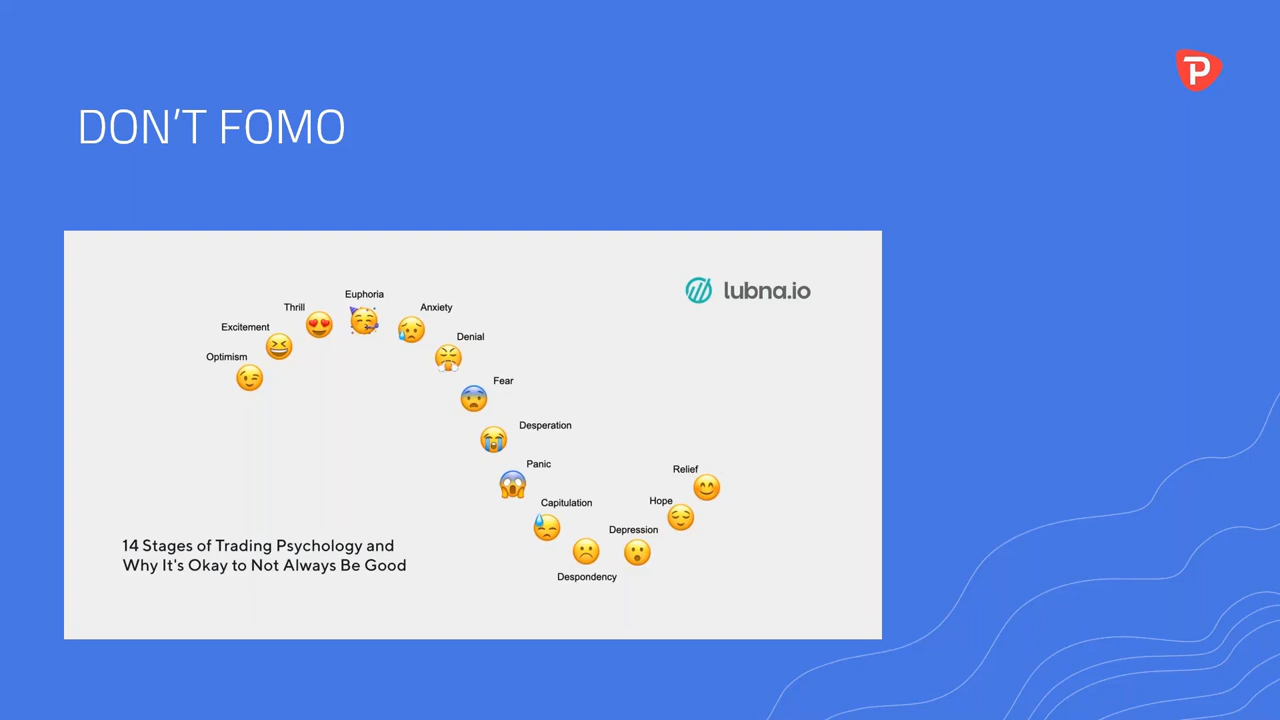 DON'T FOMO
lubna.io
Euphoria
Thrill
Anxiety
Excitement
Denial
Optimism
Fear
Desperation
Panic
Relief
Capitulation
Hope
Depression
Despondency
14 Stages of Trading Psychology and
Why It's Okay to Not Always Be Good
P